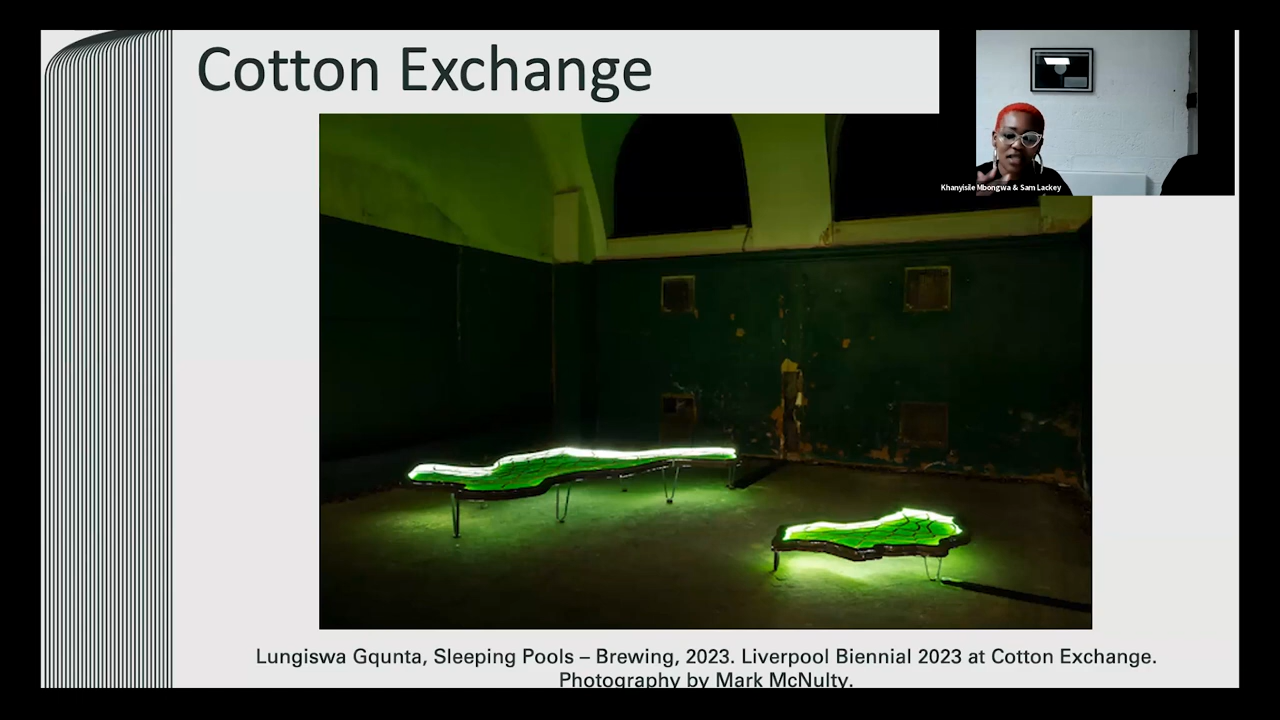 Cotton Exchange
Khanyisile Mbongwa & Sam Lackey
Lungiswa Gqunta, Sleeping Pools – Brewing, 2023. Liverpool Biennial 2023 at Cotton Exchange.
Photography by Mark McNulty.